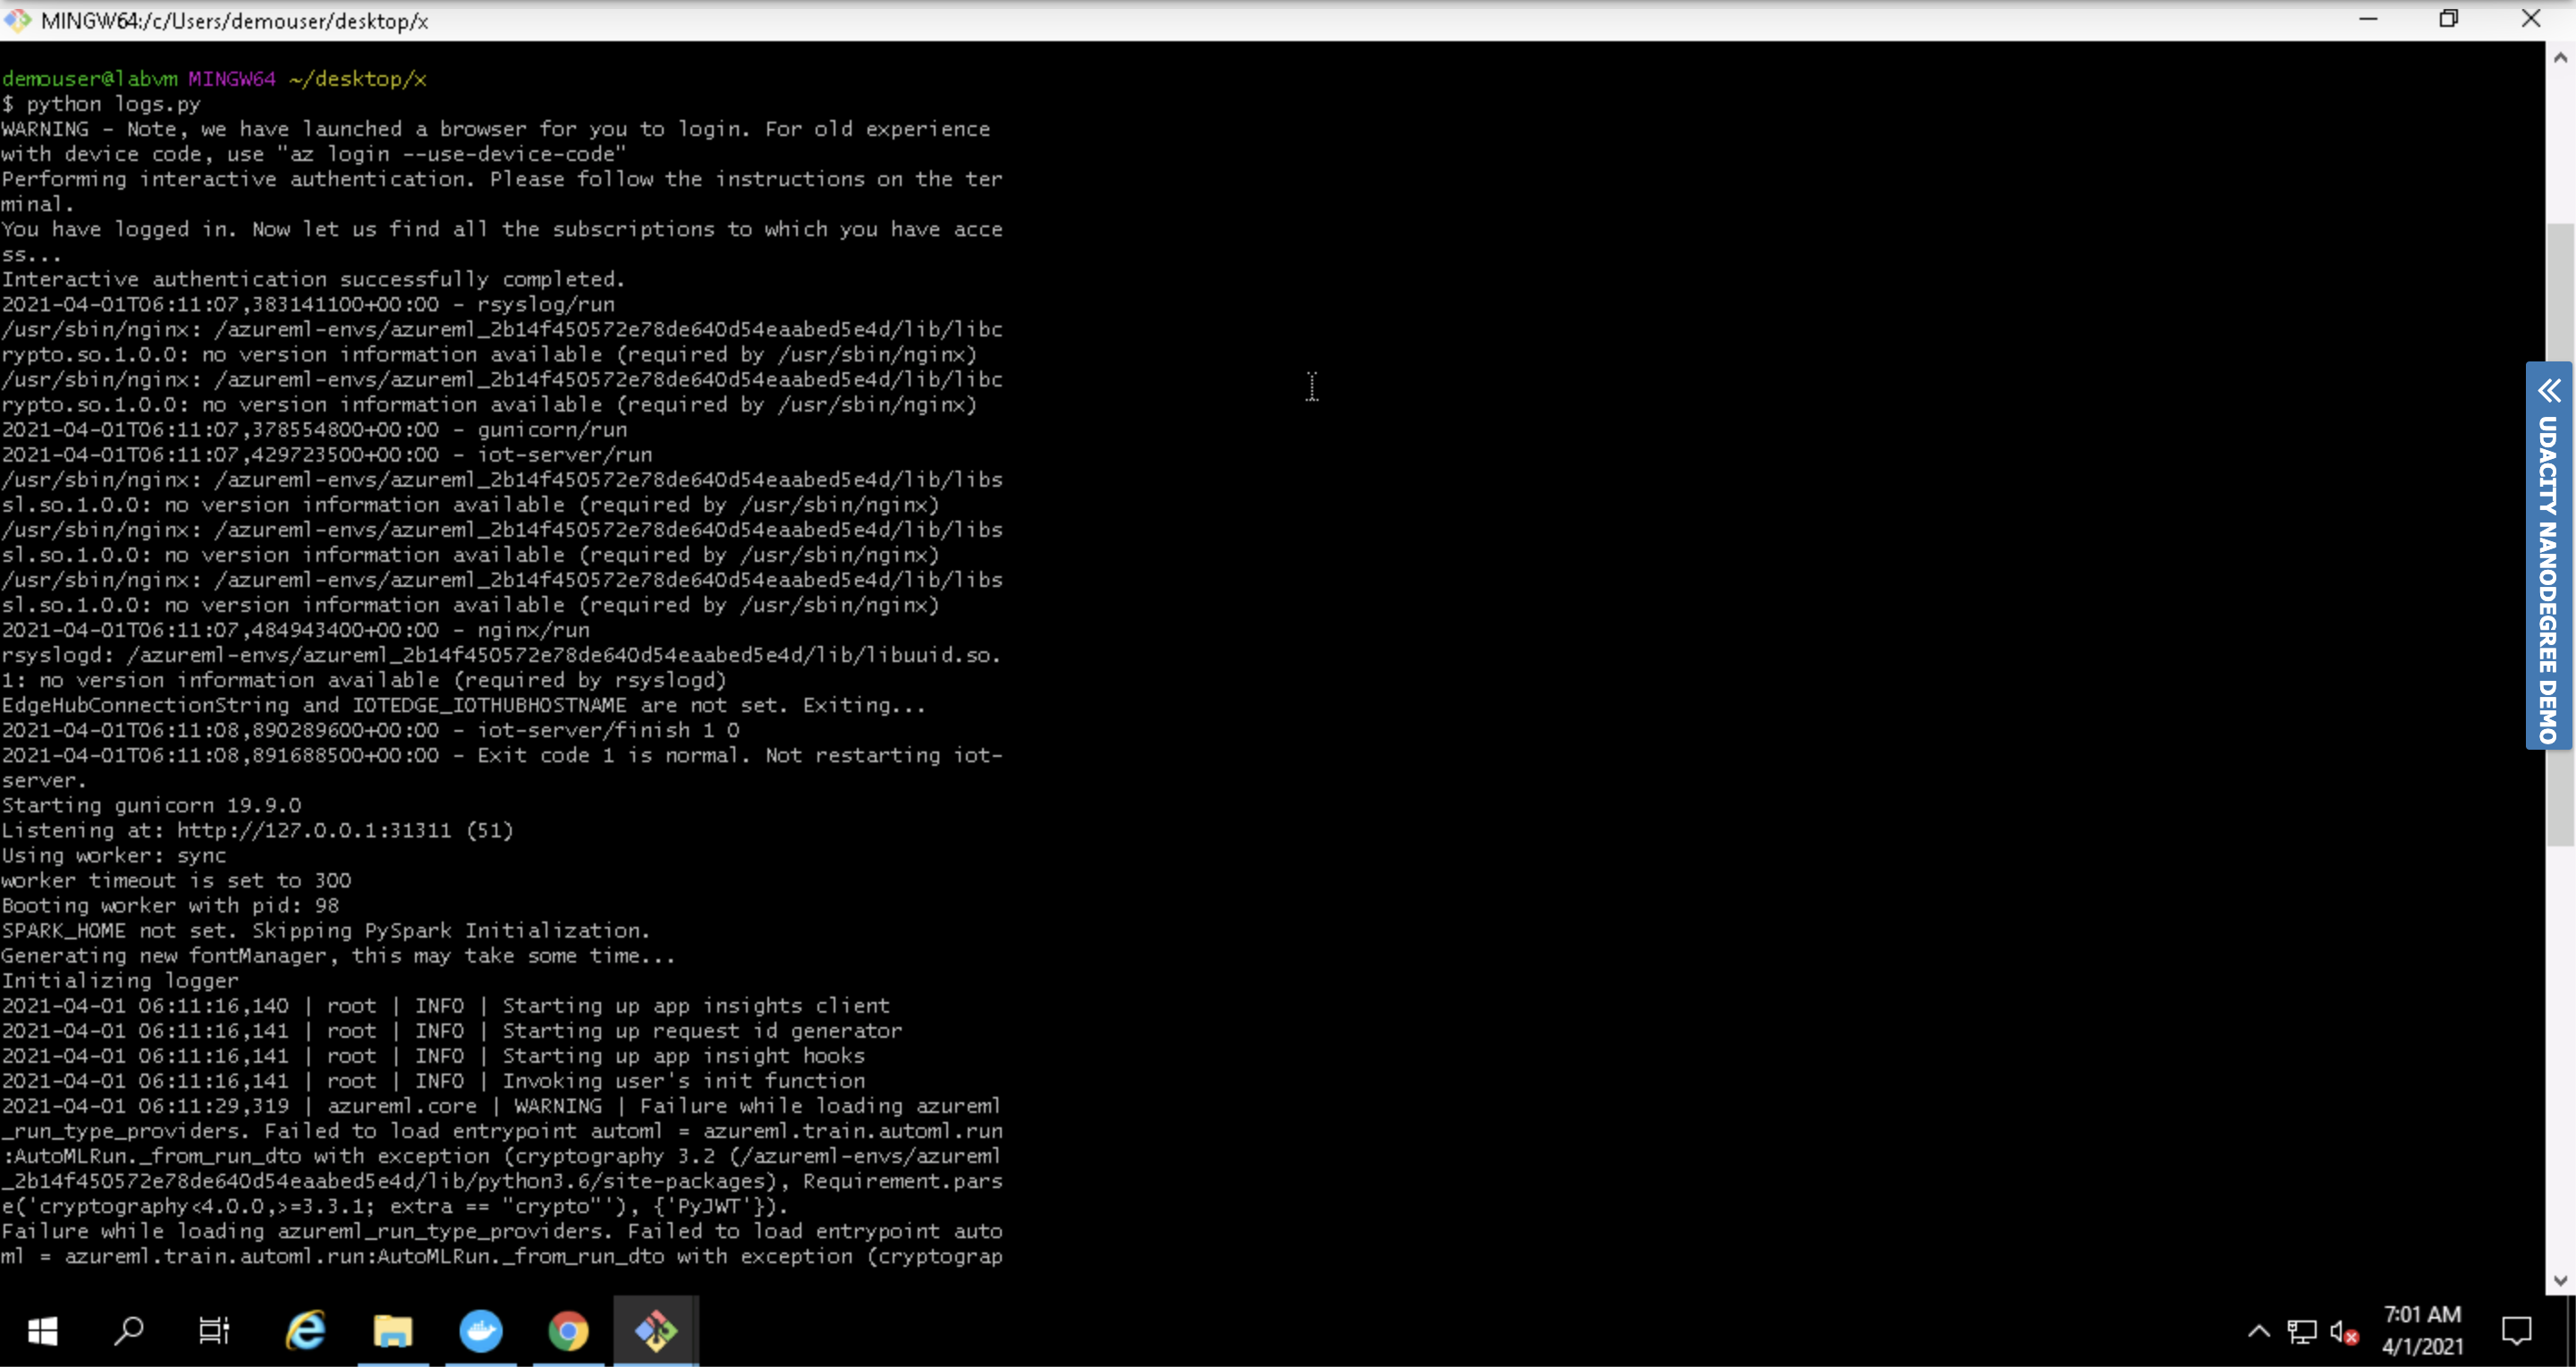 MINGW64:/c/Users/demouser/desktop/x
demouser@labvm MINGW64 ~/desktop/x
$ python logs.py
WARNING - Note, we have launched a browser for you to login. For old experience
with device code, use "az login --use-device-code"
Performing interactive authentication. Please follow the instructions on the ter
minal.
You have logged in. Now let us find all the subscriptions to which you have acce
ss...
Interactive authentication successfully completed.
2021-04-01T06:11:07,383141100+00:00 - rsyslog/run
/usr/sbin/nginx: /azureml-envs/azureml_2b14f450572e78de640d54eaabed5e4d/lib/libc
rypto.so.1.0.0: no version information available (required by /usr/sbin/nginx)
/usr/sbin/nginx: /azureml-envs/azureml_2b14f450572e78de640d54eaabed5e4d/lib/libc
rypto.so.1.0.0: no version information available (required by /usr/sbin/nginx)
2021-04-01T06:11:07,378554800+00:00 - gunicorn/run
2021-04-01T06:11:07,429723500+00:00 - iot-server/run
/usr/sbin/nginx: /azureml-envs/azureml_2b14f450572e78de640d54eaabed5e4d/lib/libs
sl.so.1.0.0: no version information available (required by /usr/sbin/nginx)
/usr/sbin/nginx: /azureml-envs/azureml_2b14f450572e78de640d54eaabed5e4d/lib/libs
sl.so.1.0.0: no version information available (required by /usr/sbin/nginx)
/usr/sbin/nginx: /azureml-envs/azureml_2b14f450572e78de640d54eaabed5e4d/lib/libs
sl.so.1.0.0: no version information available (required by /usr/sbin/nginx)
2021-04-01T06:11:07,484943400+00:00 - nginx/run
rsyslogd: /azureml-envs/azureml_2b14f450572e78de640d54eaabed5e4d/lib/libuuid.so.
1: no version information available (required by rsyslogd)
EdgeHubConnectionString and IOTEDGE_IOTHUBHOSTNAME are not set. Exiting...
2021-04-01T06:11:08,890289600+00:00 - iot-server/finish 1 0
2021-04-01T06:11:08,891688500+00:00 - Exit code 1 is normal. Not restarting iot-
server.
Starting gunicorn 19.9.0
Listening at: http://127.0.0.1:31311 (51)
Using worker: sync
worker timeout is set to 300
Booting worker with pid: 98
SPARK_HOME not set. Skipping PySpark Initialization.
Generating new fontManager, this may take some time...
Initializing logger
2021-04-01 06:11:16,140 | root | INFO | Starting up app insights client
2021-04-01 06:11:16,141 | root | INFO | Starting up request id generator
2021-04-01 06:11:16,141 | root | INFO | Starting up app insight hooks
2021-04-01 06:11:16,141 | root | INFO | Invoking user's init function
2021-04-01 06:11:29,319 | azureml.core | WARNING | Failure while loading azureml
_run_type_providers. Failed to load entrypoint automl = azureml.train.automl.run
:AutoMLRun._from_run_dto with exception (cryptography 3.2 (/azureml-envs/azureml
_2b14f450572e78de640d54eaabed5e4d/lib/python3.6/site-packages), Requirement.pars
e('cryptography<4.0.0,>=3.3.1; extra == "crypto"'), {'PyJWT'}).
Failure while loading azureml_run_type_providers. Failed to load entrypoint auto
ml = azureml.train.automl.run:AutoMLRun._from_run_dto with exception (cryptograp
UDACITY NANODEGREE DEMO
7:01 AM
4/1/2021